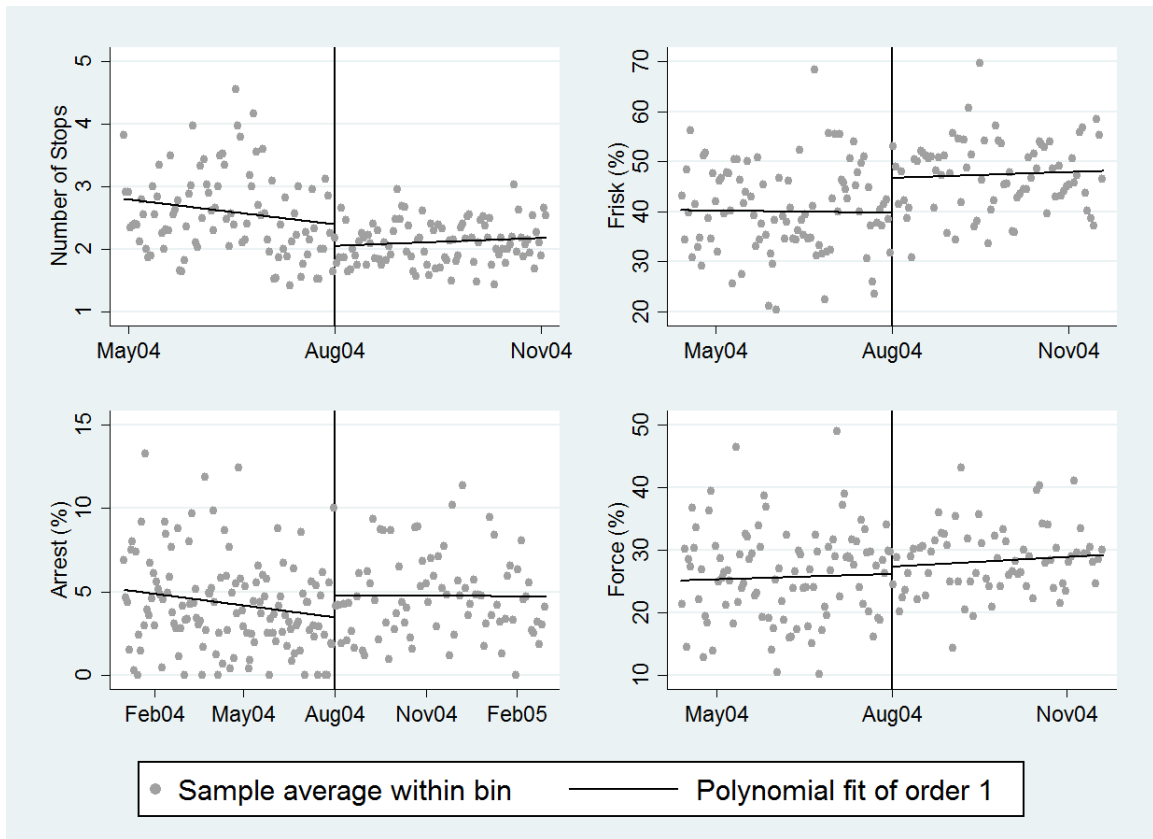 Number of Stops
5
4
3
2
1
May04 Aug04 Nov04
Frisk (%)
70
60
50
40
30
20
May04 Aug04 Nov04
Arrest (%)
15
10
5
0
Feb04 May04 Aug04 Nov04 Feb05
Force (%)
50
40
30
20
10
May04 Aug04 Nov04
Sample average within bin Polynomial fit of order 1